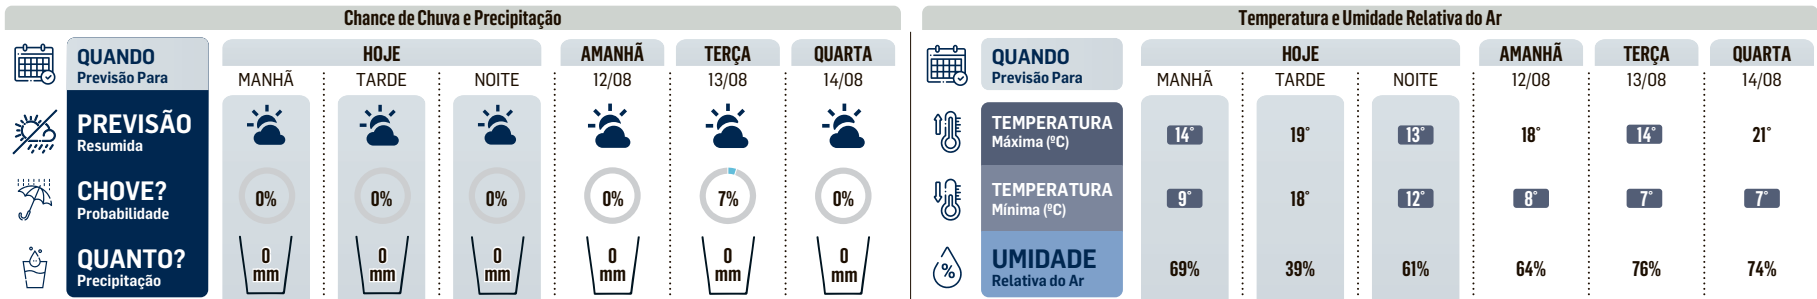 Chance de Chuva e Precipitação
QUANDO
Previsão Para
HOJE
AMANHÃ
TERÇA
QUARTA
MANHÃ
TARDE
NOITE
12/08
13/08
14/08
PREVISÃO
Resumida
CHOVE?
Probabilidade
0%
0%
0%
0%
7%
0%
QUANTO?
Precipitação
0
mm
0
mm
0
mm
0
mm
0
mm
0
mm
Temperatura e Umidade Relativa do Ar
QUANDO
Previsão Para
HOJE
AMANHÃ
TERÇA
QUARTA
MANHÃ
TARDE
NOITE
12/08
13/08
14/08
TEMPERATURA
Máxima (ºC)
14°
19°
13°
18°
14°
21°
TEMPERATURA
Mínima (ºC)
9°
18°
12°
8°
7°
7°
%
UMIDADE
Relativa do Ar
69%
39%
61%
64%
76%
74%